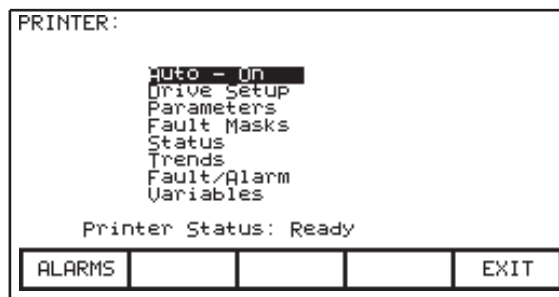 PRINTER:
Auto - On
Drive Setup
Parameters
Fault Masks
Status
Trends
Fault/Alarm
Variables
Printer Status: Ready
ALARMS EXIT